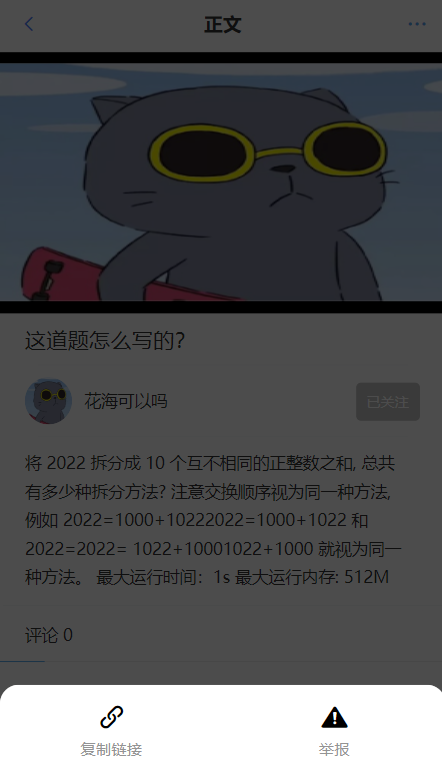 正文
这道题怎么写的？
花海可以吗
已关注
将 2022 拆分成 10 个互不相同的正整数之和, 总共
有多少种拆分方法? 注意交换顺序视为同一种方法,
例如 2022=1000+10222022=1000+1022 和
2022=2022= 1022+10001022+1000 就视为同一
种方法。 最大运行时间：1s 最大运行内存: 512M
评论 0
复制链接
举报